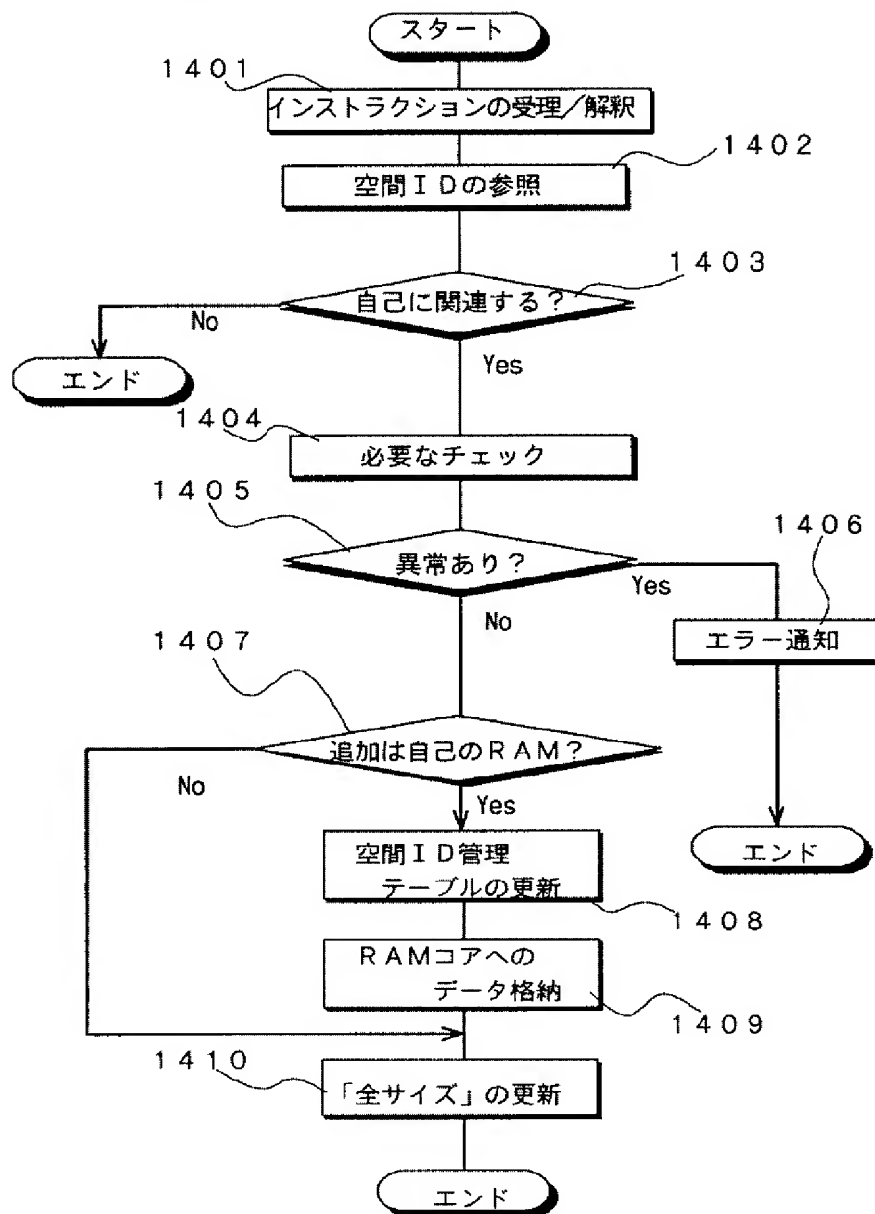 スタート
1401
インストラクションの受理／解釈
1402
空間ＩＤの参照
1403
自己に関連する？
No
Yes
エンド
1404
必要なチェック
1405
異常あり？
1406
Yes
No
エラー通知
1407
追加は自己のＲＡＭ？
No
Yes
エンド
空間ＩＤ管理
テーブルの更新
1408
ＲＡＭコアへの
データ格納
1409
1410
「全サイズ」の更新
エンド